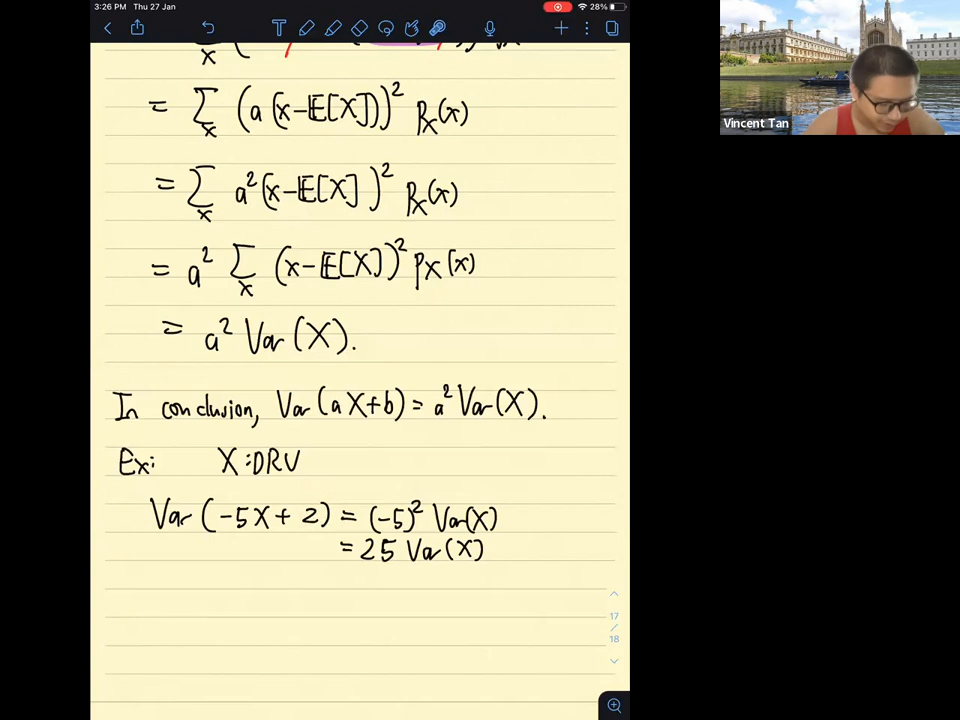 3:26 PM Thu 27 Jan
28%
= ∑ₓ (a(x-𝔼[X]))² pₓ(x)
= ∑ₓ a²(x-𝔼[X])² pₓ(x)
= a² ∑ₓ (x-𝔼[X])² pₓ(x)
= a² Var(X).
In conclusion, Var(aX+b) = a² Var(X).
Ex: X:DRV
Var(-5X+2) = (-5)² Var(X)
= 25 Var(X)
17
/
18
Vincent Tan